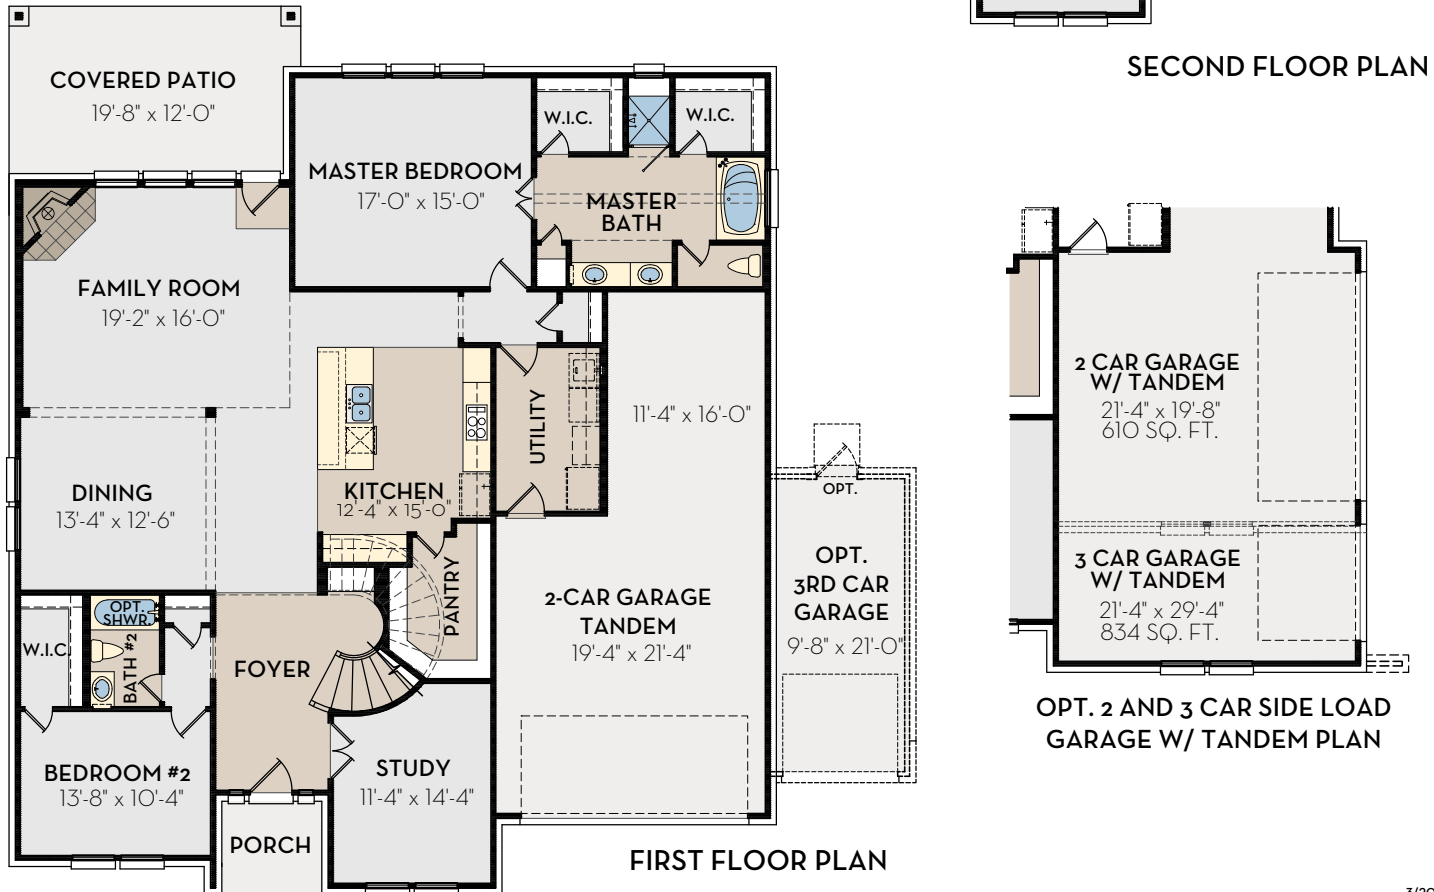 SECOND FLOOR PLAN
COVERED PATIO
19'-8" x 12'-0"
MASTER BEDROOM
17'-0" x 15'-0"
W.I.C.
W.I.C.
MASTER
BATH
FAMILY ROOM
19'-2" x 16'-0"
UTILITY
11'-4" x 16'-0"
DINING
13'-4" x 12'-6"
KITCHEN
12'-4" x 15'-0"
PANTRY
OPT.
OPT.
3RD CAR
GARAGE
9'-8" x 21'-0"
2-CAR GARAGE
TANDEM
19'-4" x 21'-4"
W.I.C.
OPT.
SHWR.
BATH #2
FOYER
BEDROOM #2
13'-8" x 10'-4"
STUDY
11'-4" x 14'-4"
PORCH
FIRST FLOOR PLAN
2 CAR GARAGE
W/ TANDEM
21'-4" x 19'-8"
610 SQ. FT.
3 CAR GARAGE
W/ TANDEM
21'-4" x 29'-4"
834 SQ. FT.
OPT. 2 AND 3 CAR SIDE LOAD
GARAGE W/ TANDEM PLAN